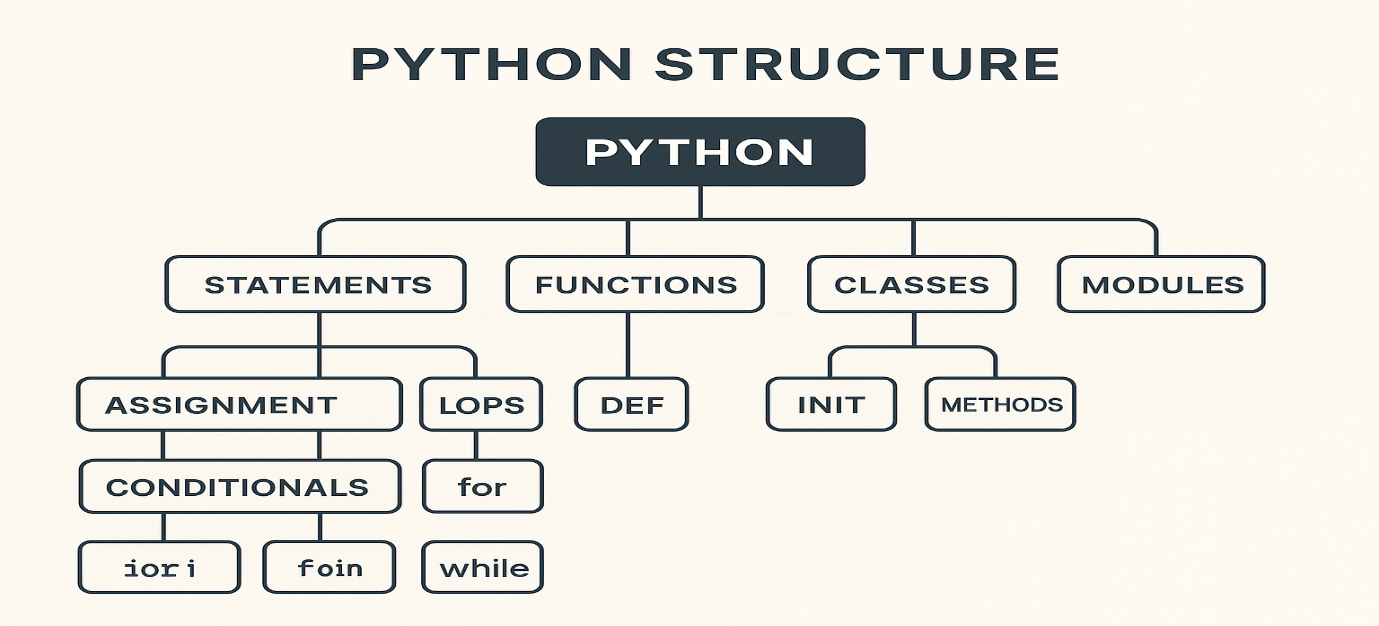 PYTHON STRUCTURE
PYTHON
STATEMENTS
FUNCTIONS
CLASSES
MODULES
ASSIGNMENT
LOPS
DEF
INIT
METHODS
CONDITIONALS
for
iori
foin
while